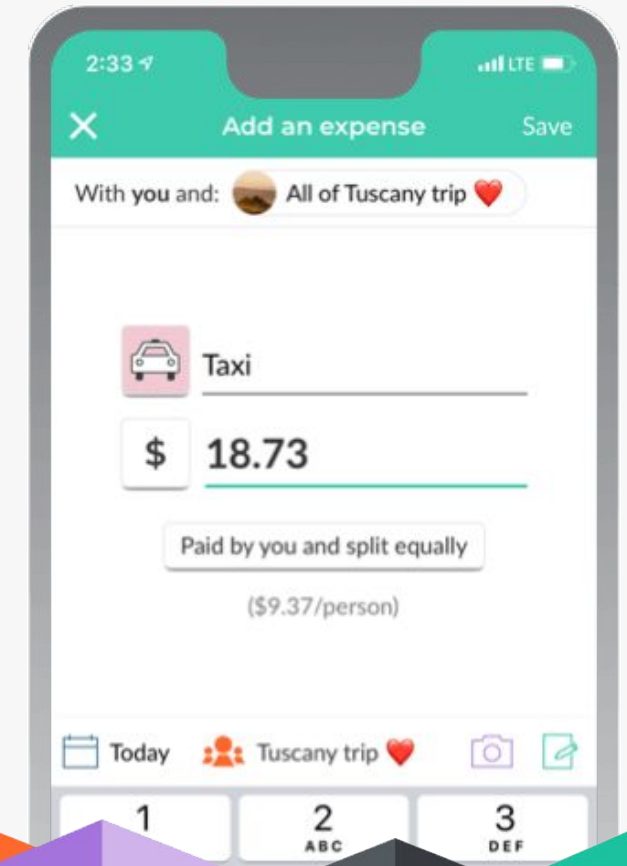 2:33 LTE
Add an expense Save
With you and: All of Tuscany trip ❤️
Taxi
$ 18.73
Paid by you and split equally
($9.37/person)
Today Tuscany trip ❤️
1 2 3
ABC DEF